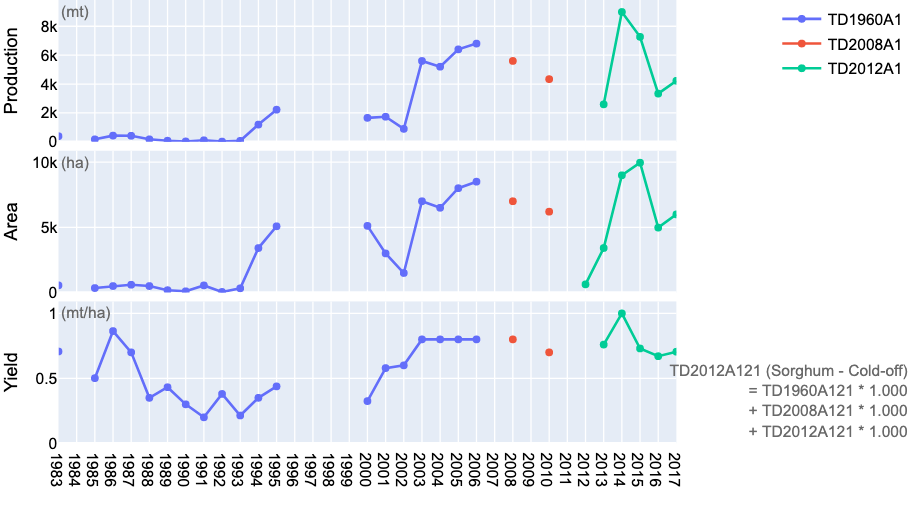 (mt)
Production
8k
6k
4k
2k
0
TD1960A1
TD2008A1
TD2012A1
(ha)
Area
10k
5k
0
(mt/ha)
Yield
1
0.5
0
TD2012A121 (Sorghum - Cold-off)
= TD1960A121 * 1.000
+ TD2008A121 * 1.000
+ TD2012A121 * 1.000
1983
1984
1985
1986
1987
1988
1989
1990
1991
1992
1993
1994
1995
1996
1997
1998
1999
2000
2001
2002
2003
2004
2005
2006
2007
2008
2009
2010
2011
2012
2013
2014
2015
2016
2017